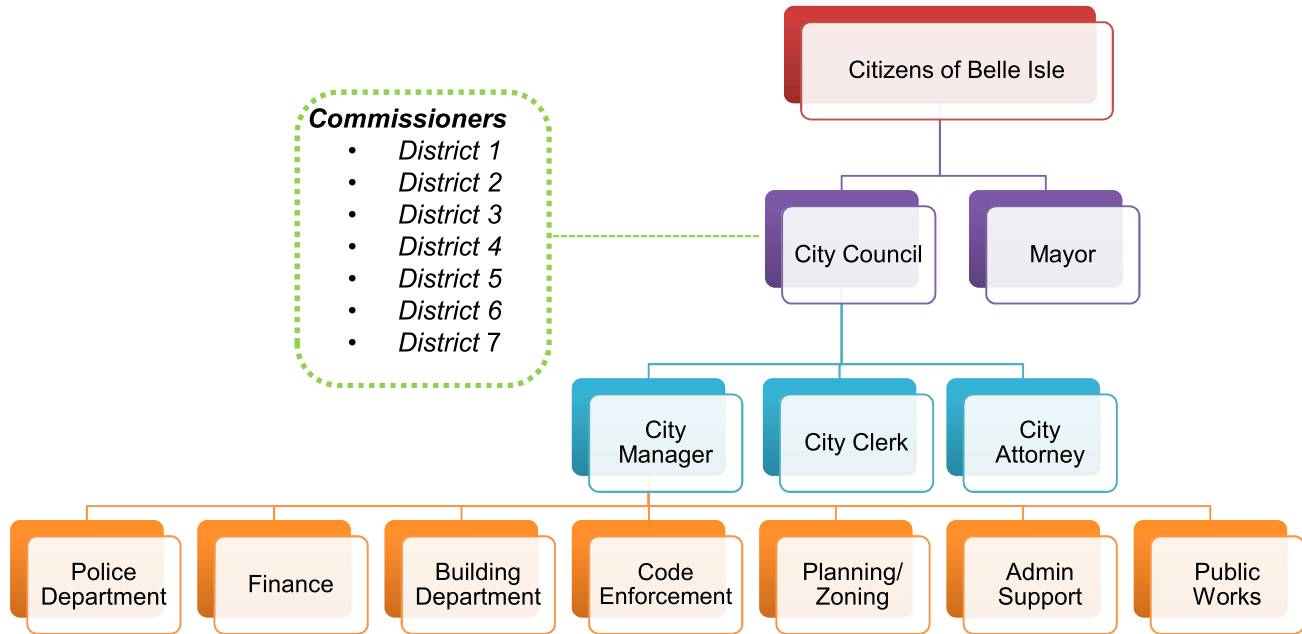 Citizens of Belle Isle
Commissioners
• District 1
• District 2
• District 3
• District 4
• District 5
• District 6
• District 7
City Council
Mayor
City
Manager
City Clerk
City
Attorney
Police
Department
Finance
Building
Department
Code
Enforcement
Planning/
Zoning
Admin
Support
Public
Works